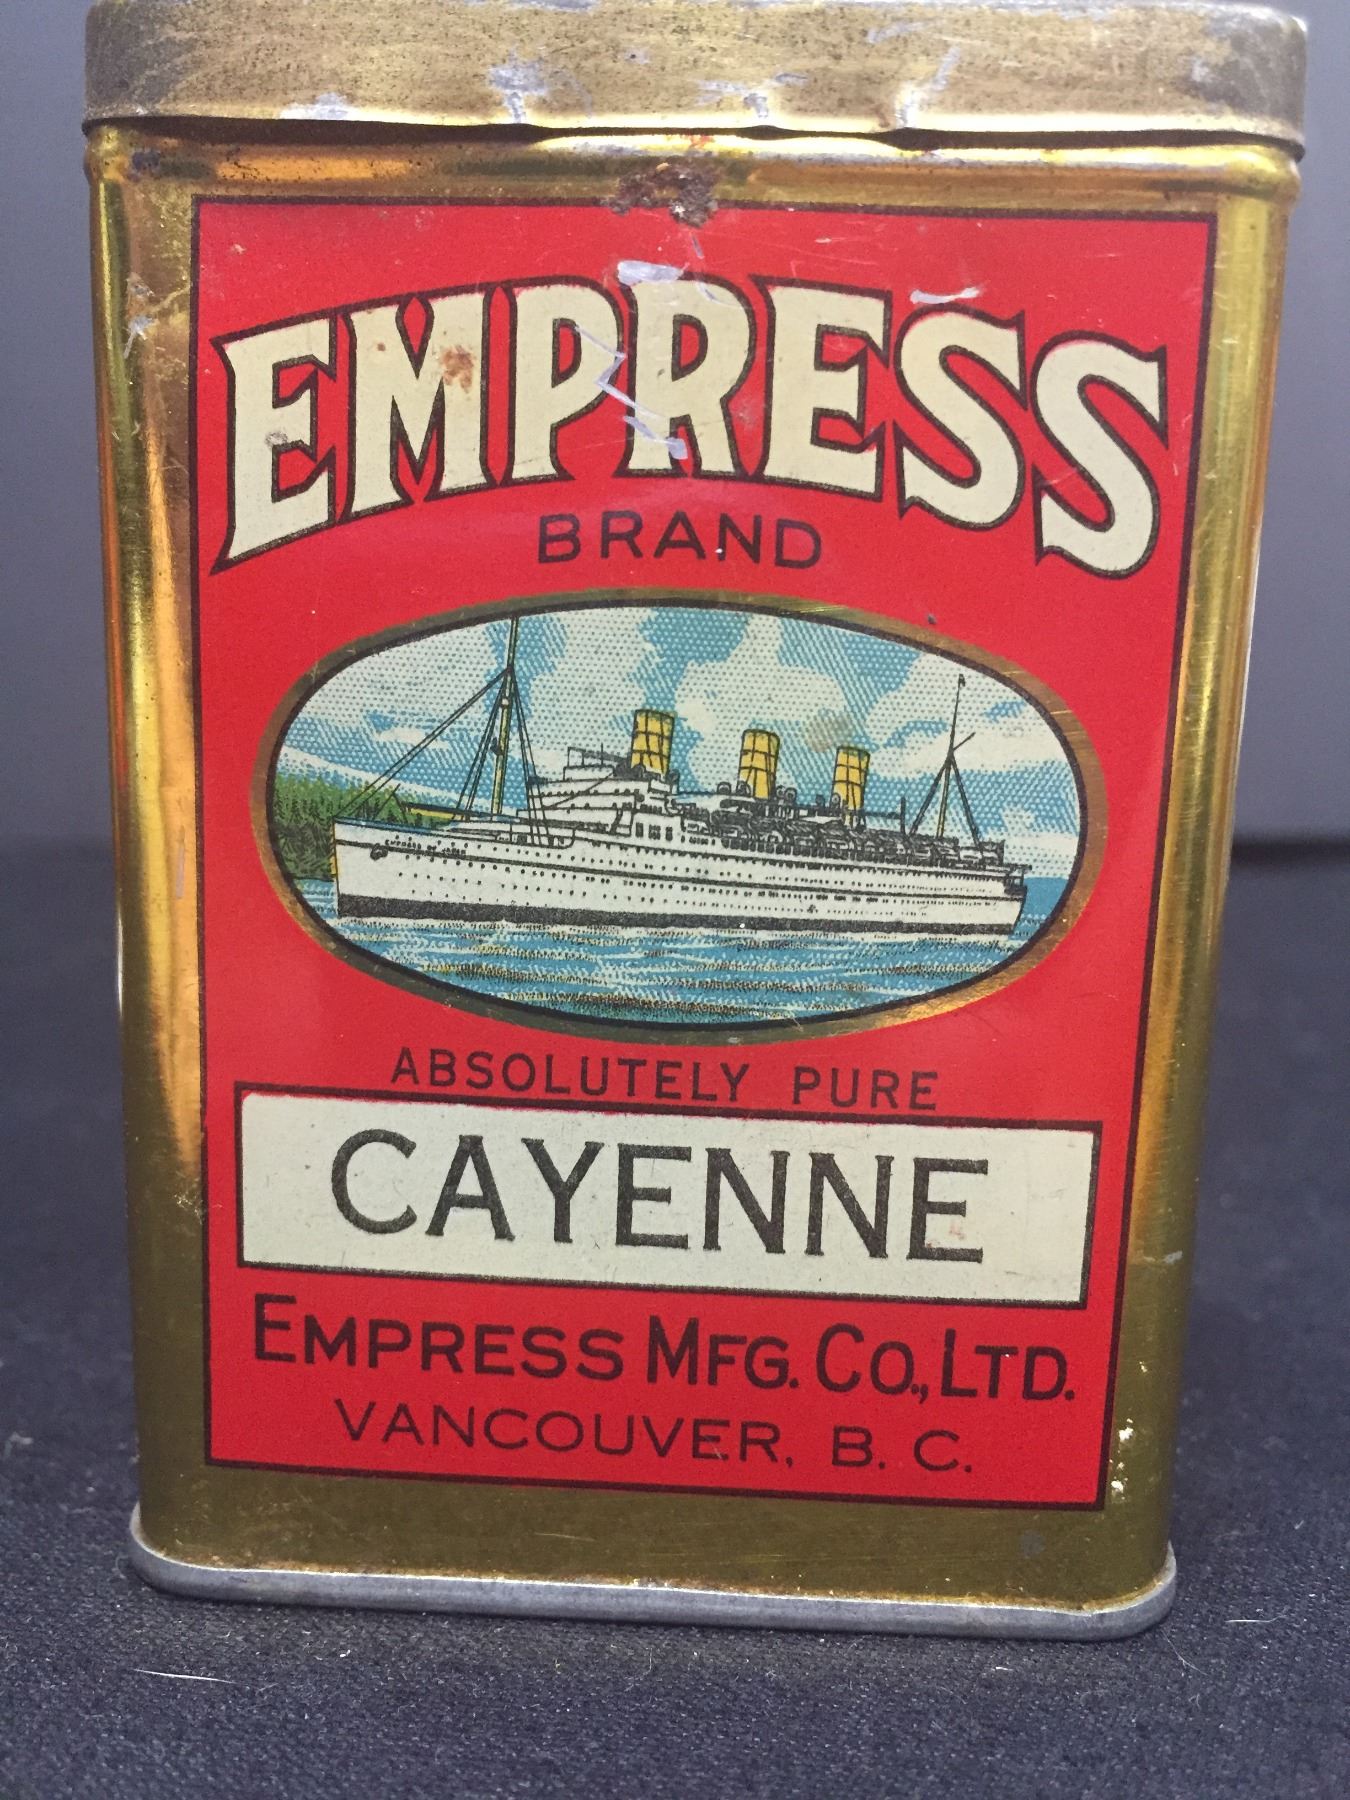 EMPRESS
BRAND
ABSOLUTELY PURE
CAYENNE
EMPRESS MFG. CO., LTD.
VANCOUVER, B. C.